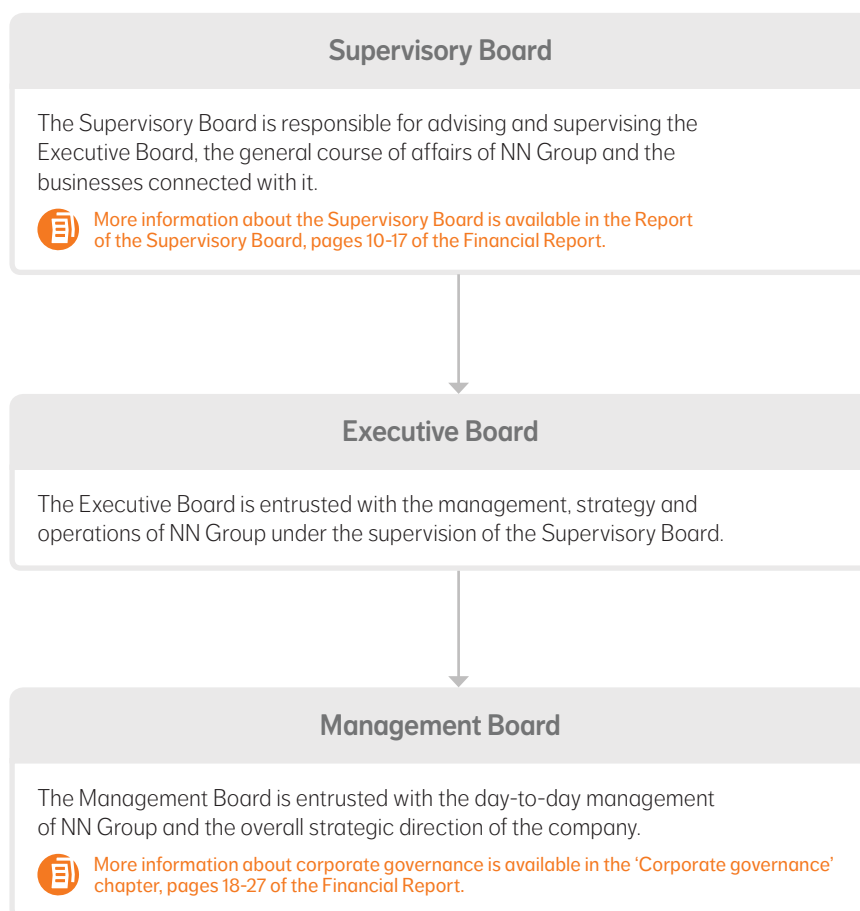 Supervisory Board
The Supervisory Board is responsible for advising and supervising the
Executive Board, the general course of affairs of NN Group and the
businesses connected with it.
More information about the Supervisory Board is available in the Report
of the Supervisory Board, pages 10-17 of the Financial Report.
Executive Board
The Executive Board is entrusted with the management, strategy and
operations of NN Group under the supervision of the Supervisory Board.
Management Board
The Management Board is entrusted with the day-to-day management
of NN Group and the overall strategic direction of the company.
More information about corporate governance is available in the ‘Corporate governance’
chapter, pages 18-27 of the Financial Report.